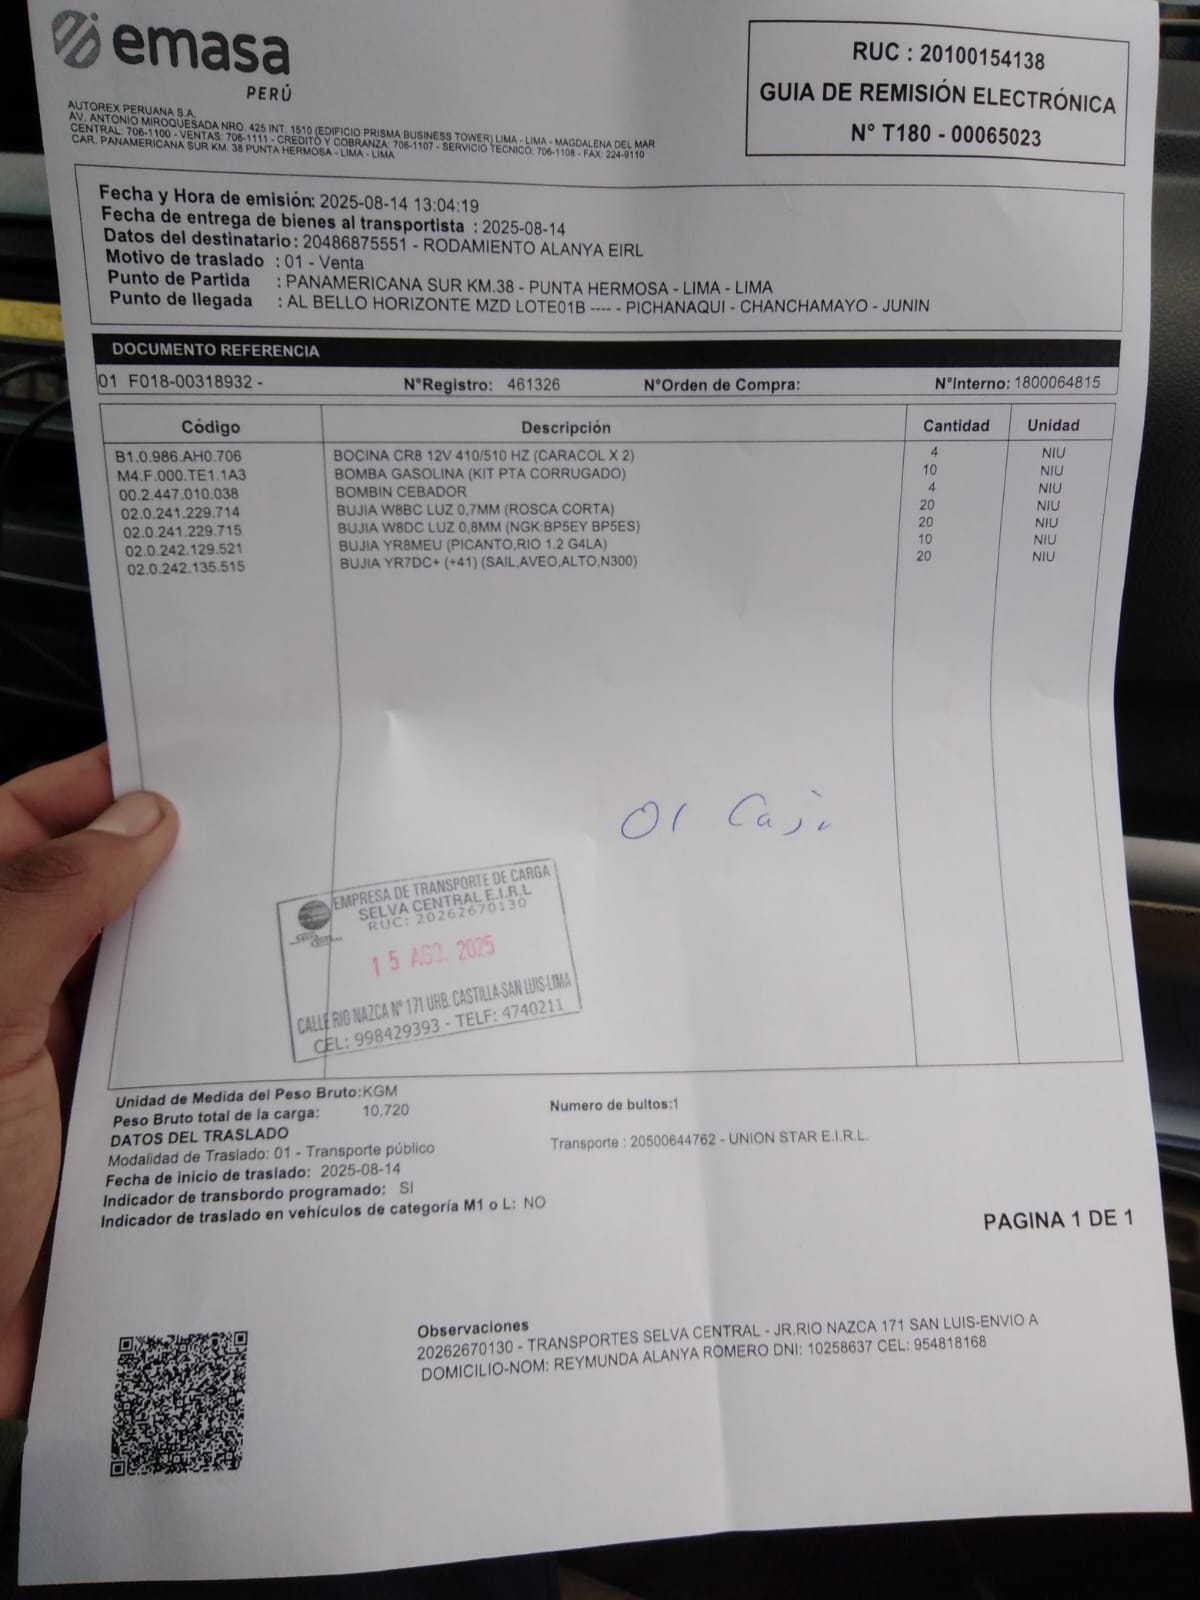 emasa
PERÚ
AUTOREX PERUANA S.A.
AV. ANTONIO MIROQUESADA NRO. 425 INT. 1510 (EDIFICIO PRISMA BUSINESS TOWER) LIMA - LIMA - MAGDALENA DEL MAR
CENTRAL: 706-1100 - VENTAS: 706-1111 - CREDITO Y COBRANZA: 706-1107 - SERVICIO TECNICO: 706-1108 - FAX: 224-9110
CAR. PANAMERICANA SUR KM. 38 PUNTA HERMOSA - LIMA - LIMA
RUC : 20100154138
GUIA DE REMISIÓN ELECTRÓNICA
N° T180 - 00065023
Fecha y Hora de emisión: 2025-08-14 13:04:19
Fecha de entrega de bienes al transportista : 2025-08-14
Datos del destinatario : 20486875551 - RODAMIENTO ALANYA EIRL
Motivo de traslado : 01 - Venta
Punto de Partida : PANAMERICANA SUR KM.38 - PUNTA HERMOSA - LIMA - LIMA
Punto de llegada : AL BELLO HORIZONTE MZD LOTE01B ---- - PICHANAQUI - CHANCHAMAYO - JUNIN
DOCUMENTO REFERENCIA
01 F018-00318932 - N°Registro: 461326 N°Orden de Compra: N°Interno: 1800064815
Código Descripción Cantidad Unidad
B1.0.986.AH0.706 BOCINA CR8 12V 410/510 HZ (CARACOL X 2) 4 NIU
M4.F.000.TE1.1A3 BOMBA GASOLINA (KIT PTA CORRUGADO) 10 NIU
00.2.447.010.038 BOMBIN CEBADOR 4 NIU
02.0.241.229.714 BUJIA W8BC LUZ 0,7MM (ROSCA CORTA) 20 NIU
02.0.241.229.715 BUJIA W8DC LUZ 0,8MM (NGK:BP5EY BP5ES) 20 NIU
02.0.242.129.521 BUJIA YR8MEU (PICANTO,RIO 1.2 G4LA) 10 NIU
02.0.242.135.515 BUJIA YR7DC+ (+41) (SAIL,AVEO,ALTO,N300) 20 NIU
01 Caja
EMPRESA DE TRANSPORTE DE CARGA
SELVA CENTRAL E.I.R.L
RUC: 20262670130
15 AGO. 2025
CALLE RIO NAZCA N° 171 URB. CASTILLA-SAN LUIS-LIMA
CEL: 998429393 - TELF: 4740211
Unidad de Medida del Peso Bruto:KGM
Peso Bruto total de la carga: 10,720 Numero de bultos:1
DATOS DEL TRASLADO
Modalidad de Traslado: 01 - Transporte público Transporte : 20500644762 - UNION STAR E.I.R.L.
Fecha de inicio de traslado: 2025-08-14
Indicador de transbordo programado: SI
Indicador de traslado en vehículos de categoría M1 o L: NO
PAGINA 1 DE 1
Observaciones
20262670130 - TRANSPORTES SELVA CENTRAL - JR.RIO NAZCA 171 SAN LUIS-ENVIO A
DOMICILIO-NOM: REYMUNDA ALANYA ROMERO DNI: 10258637 CEL: 954818168